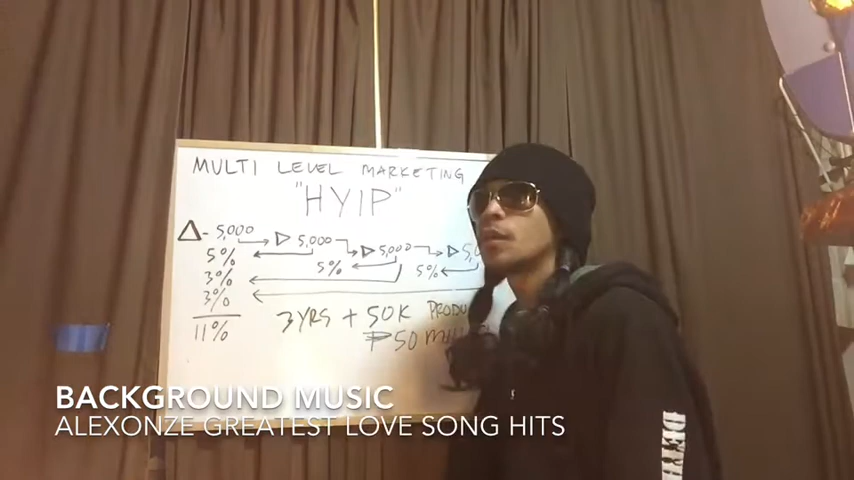 MULTI LEVEL MARKETING
"HYIP"
5,000 5,000 5,000
5% 5% 5%
3%
3%
11%
3YRS + 50K
₱50
BACKGROUND MUSIC
ALEXONZE GREATEST LOVE SONG HITS